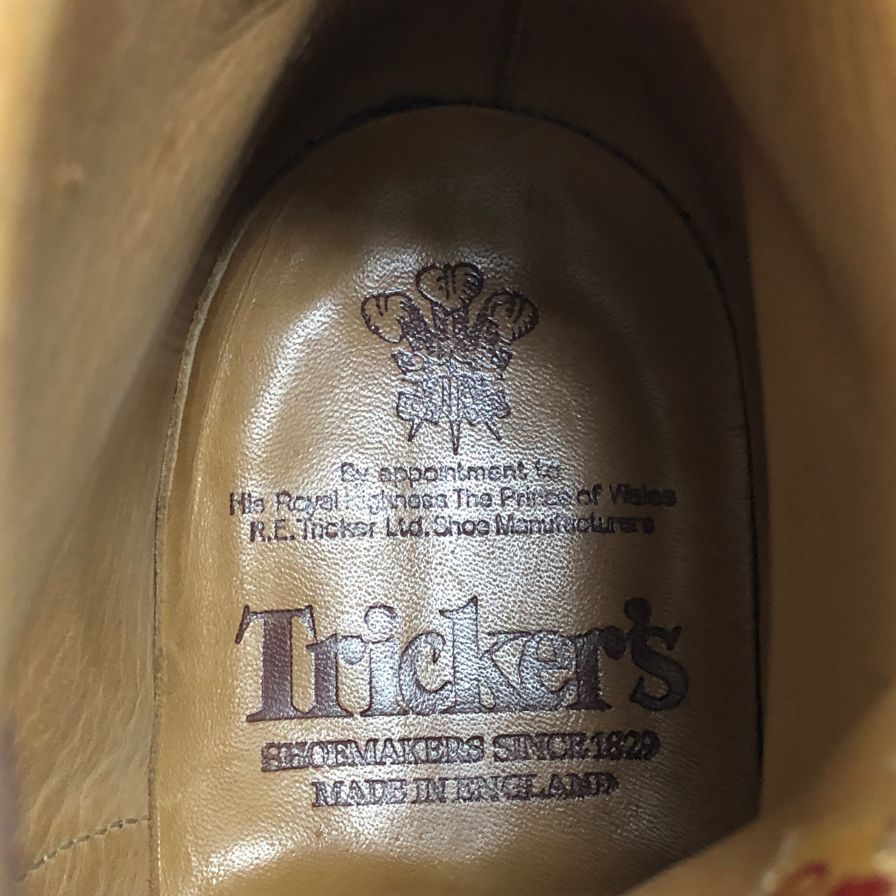 By appointment to
His Royal Highness The Prince of Wales
R.E. Tricker Ltd. Shoe Manufacturers
Tricker's
SHOEMAKERS SINCE 1829
MADE IN ENGLAND